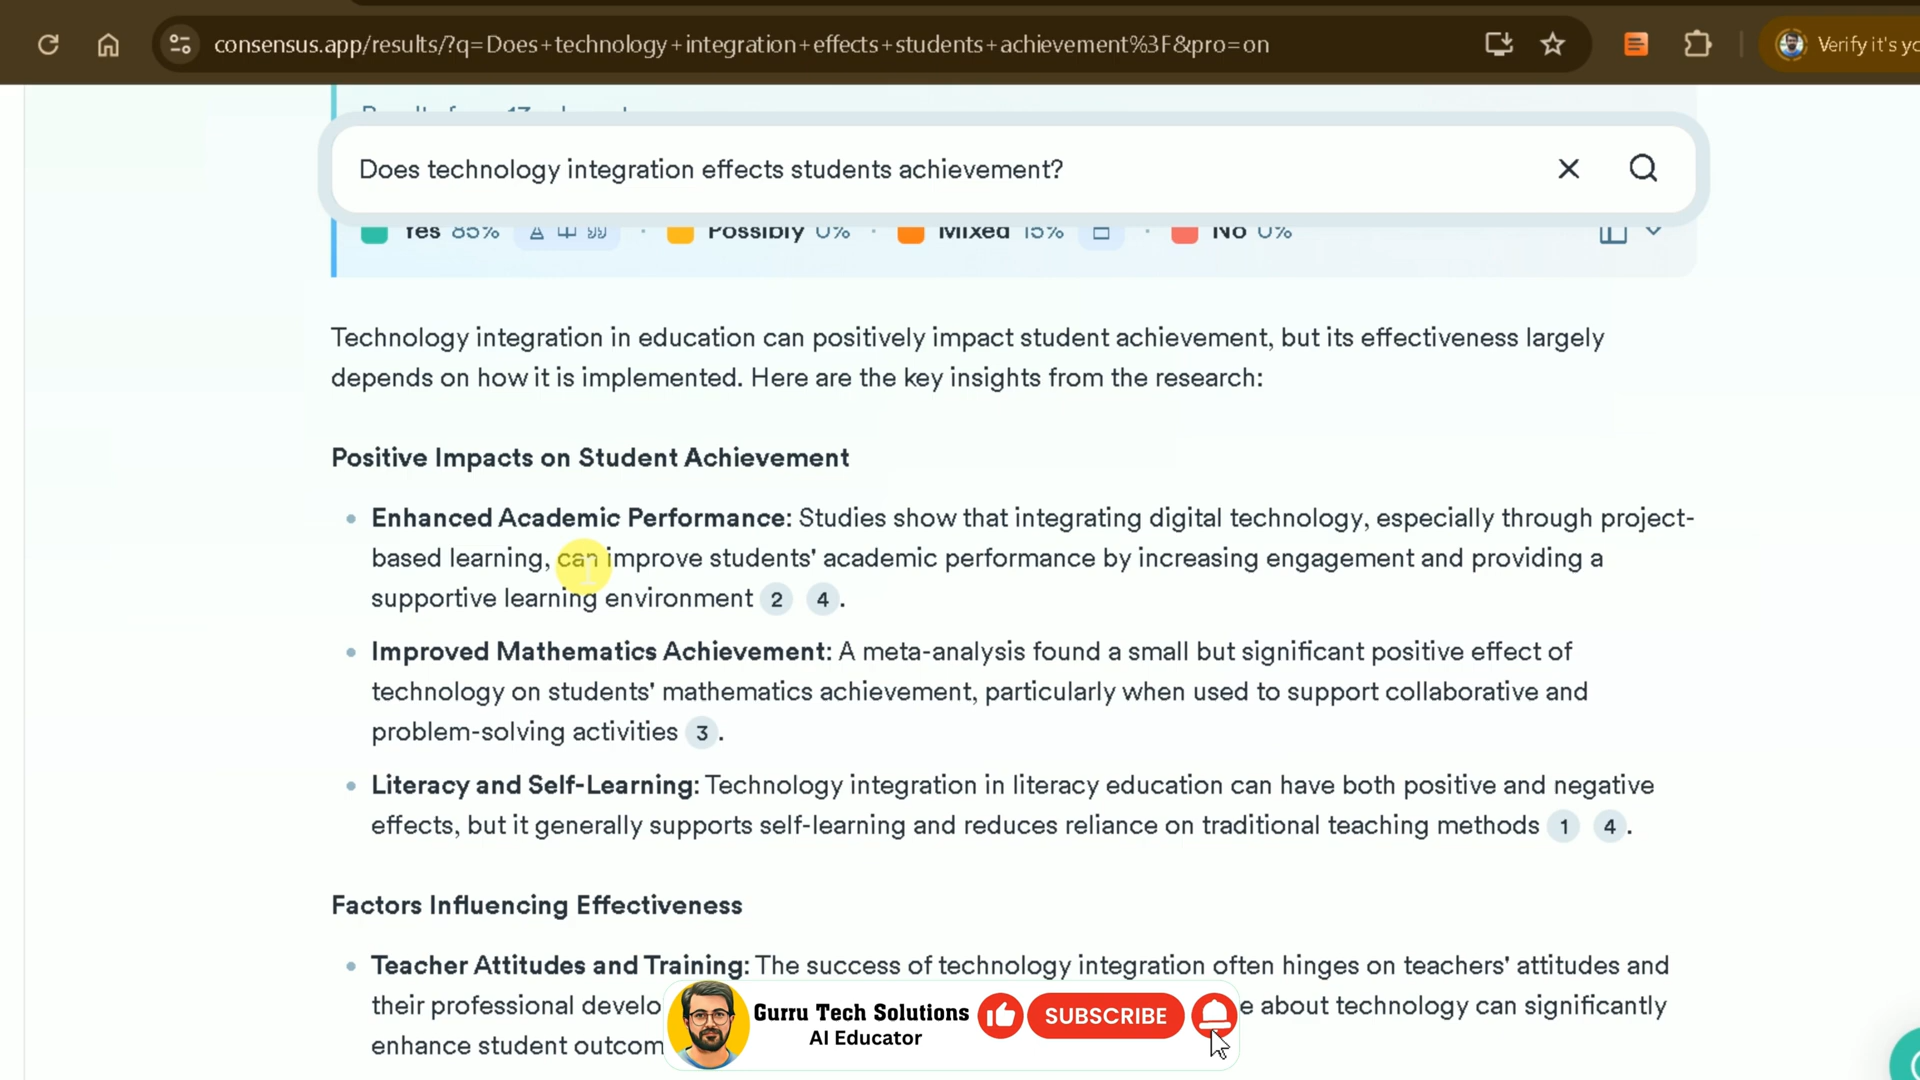 consensus.app/results/?q=Does+technology+integration+effects+students+achievement%3F&pro=on
Verify it's yo
Does technology integration effects students achievement?
Yes 85% Possibly 0% Mixed 15% No 0%
Technology integration in education can positively impact student achievement, but its effectiveness largely
depends on how it is implemented. Here are the key insights from the research:
Positive Impacts on Student Achievement
Enhanced Academic Performance: Studies show that integrating digital technology, especially through project-
based learning, can improve students' academic performance by increasing engagement and providing a
supportive learning environment 2 4.
Improved Mathematics Achievement: A meta-analysis found a small but significant positive effect of
technology on students' mathematics achievement, particularly when used to support collaborative and
problem-solving activities 3.
Literacy and Self-Learning: Technology integration in literacy education can have both positive and negative
effects, but it generally supports self-learning and reduces reliance on traditional teaching methods 1 4.
Factors Influencing Effectiveness
Teacher Attitudes and Training: The success of technology integration often hinges on teachers' attitudes and
their professional develo e about technology can significantly
enhance student outcom
Gurru Tech Solutions
AI Educator
SUBSCRIBE